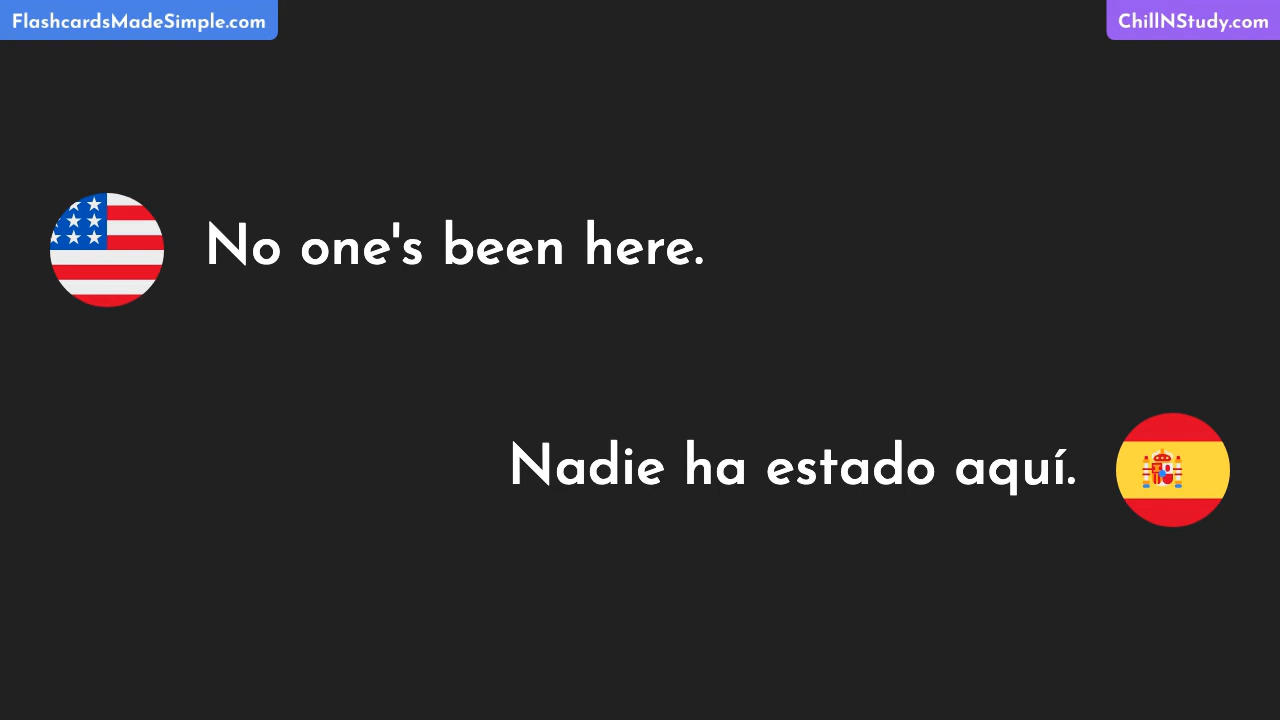 FlashcardsMadeSimple.com
ChillNStudy.com
No one's been here.
Nadie ha estado aquí.